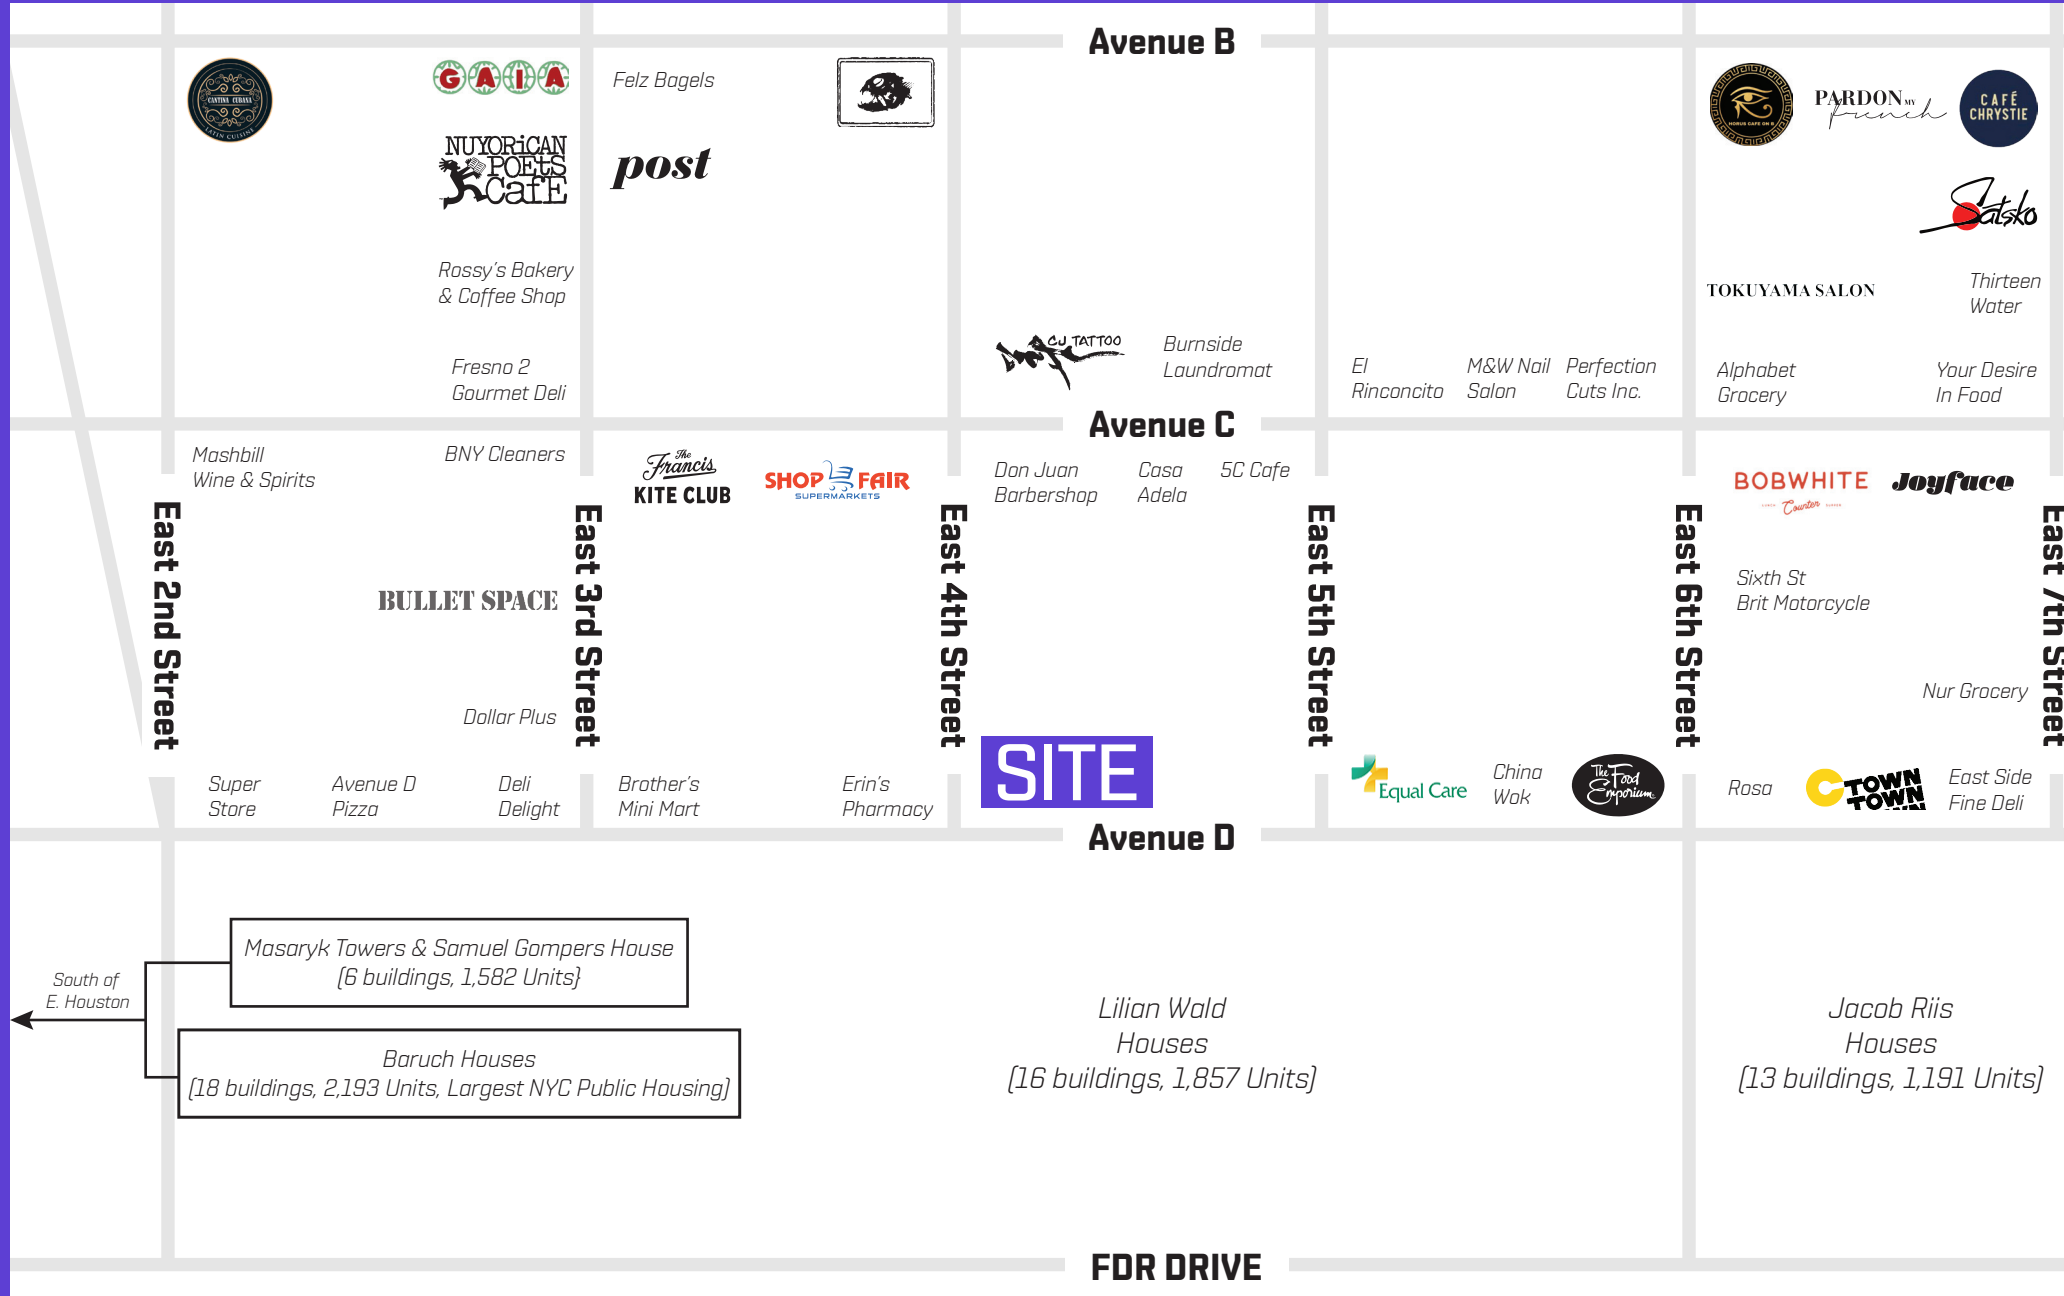 Avenue B
CANTINA CUBANA
LATIN CUISINE
GAIA
NUYORiCAN
POEtS
CafE
Rossy's Bakery
& Coffee Shop
Fresno 2
Gourmet Deli
Felz Bagels
post
CJ TATTOO
Burnside
Laundromat
El
Rinconcito
M&W Nail
Salon
Perfection
Cuts Inc.
HORUS CAFE ON B
PARDON MY
french
CAFÉ
CHRYSTIE
Satsko
TOKUYAMA SALON
Thirteen
Water
Alphabet
Grocery
Your Desire
In Food
Avenue C
Mashbill
Wine & Spirits
BNY Cleaners
The
Francis
KITE CLUB
SHOP FAIR
SUPERMARKETS
Don Juan
Barbershop
Casa
Adela
5C Cafe
BOBWHITE
Counter
Joyface
East 2nd Street
East 3rd Street
East 4th Street
East 5th Street
East 6th Street
East 7th Street
BULLET SPACE
Sixth St
Brit Motorcycle
Dollar Plus
Nur Grocery
Super
Store
Avenue D
Pizza
Deli
Delight
Brother's
Mini Mart
Erin's
Pharmacy
SITE
Equal Care
China
Wok
The Food
Emporium
Rosa
C TOWN
TOWN
East Side
Fine Deli
Avenue D
Masaryk Towers & Samuel Gompers House
(6 buildings, 1,582 Units}
South of
E. Houston
Baruch Houses
(18 buildings, 2,193 Units, Largest NYC Public Housing)
Lilian Wald
Houses
(16 buildings, 1,857 Units)
Jacob Riis
Houses
(13 buildings, 1,191 Units)
FDR DRIVE